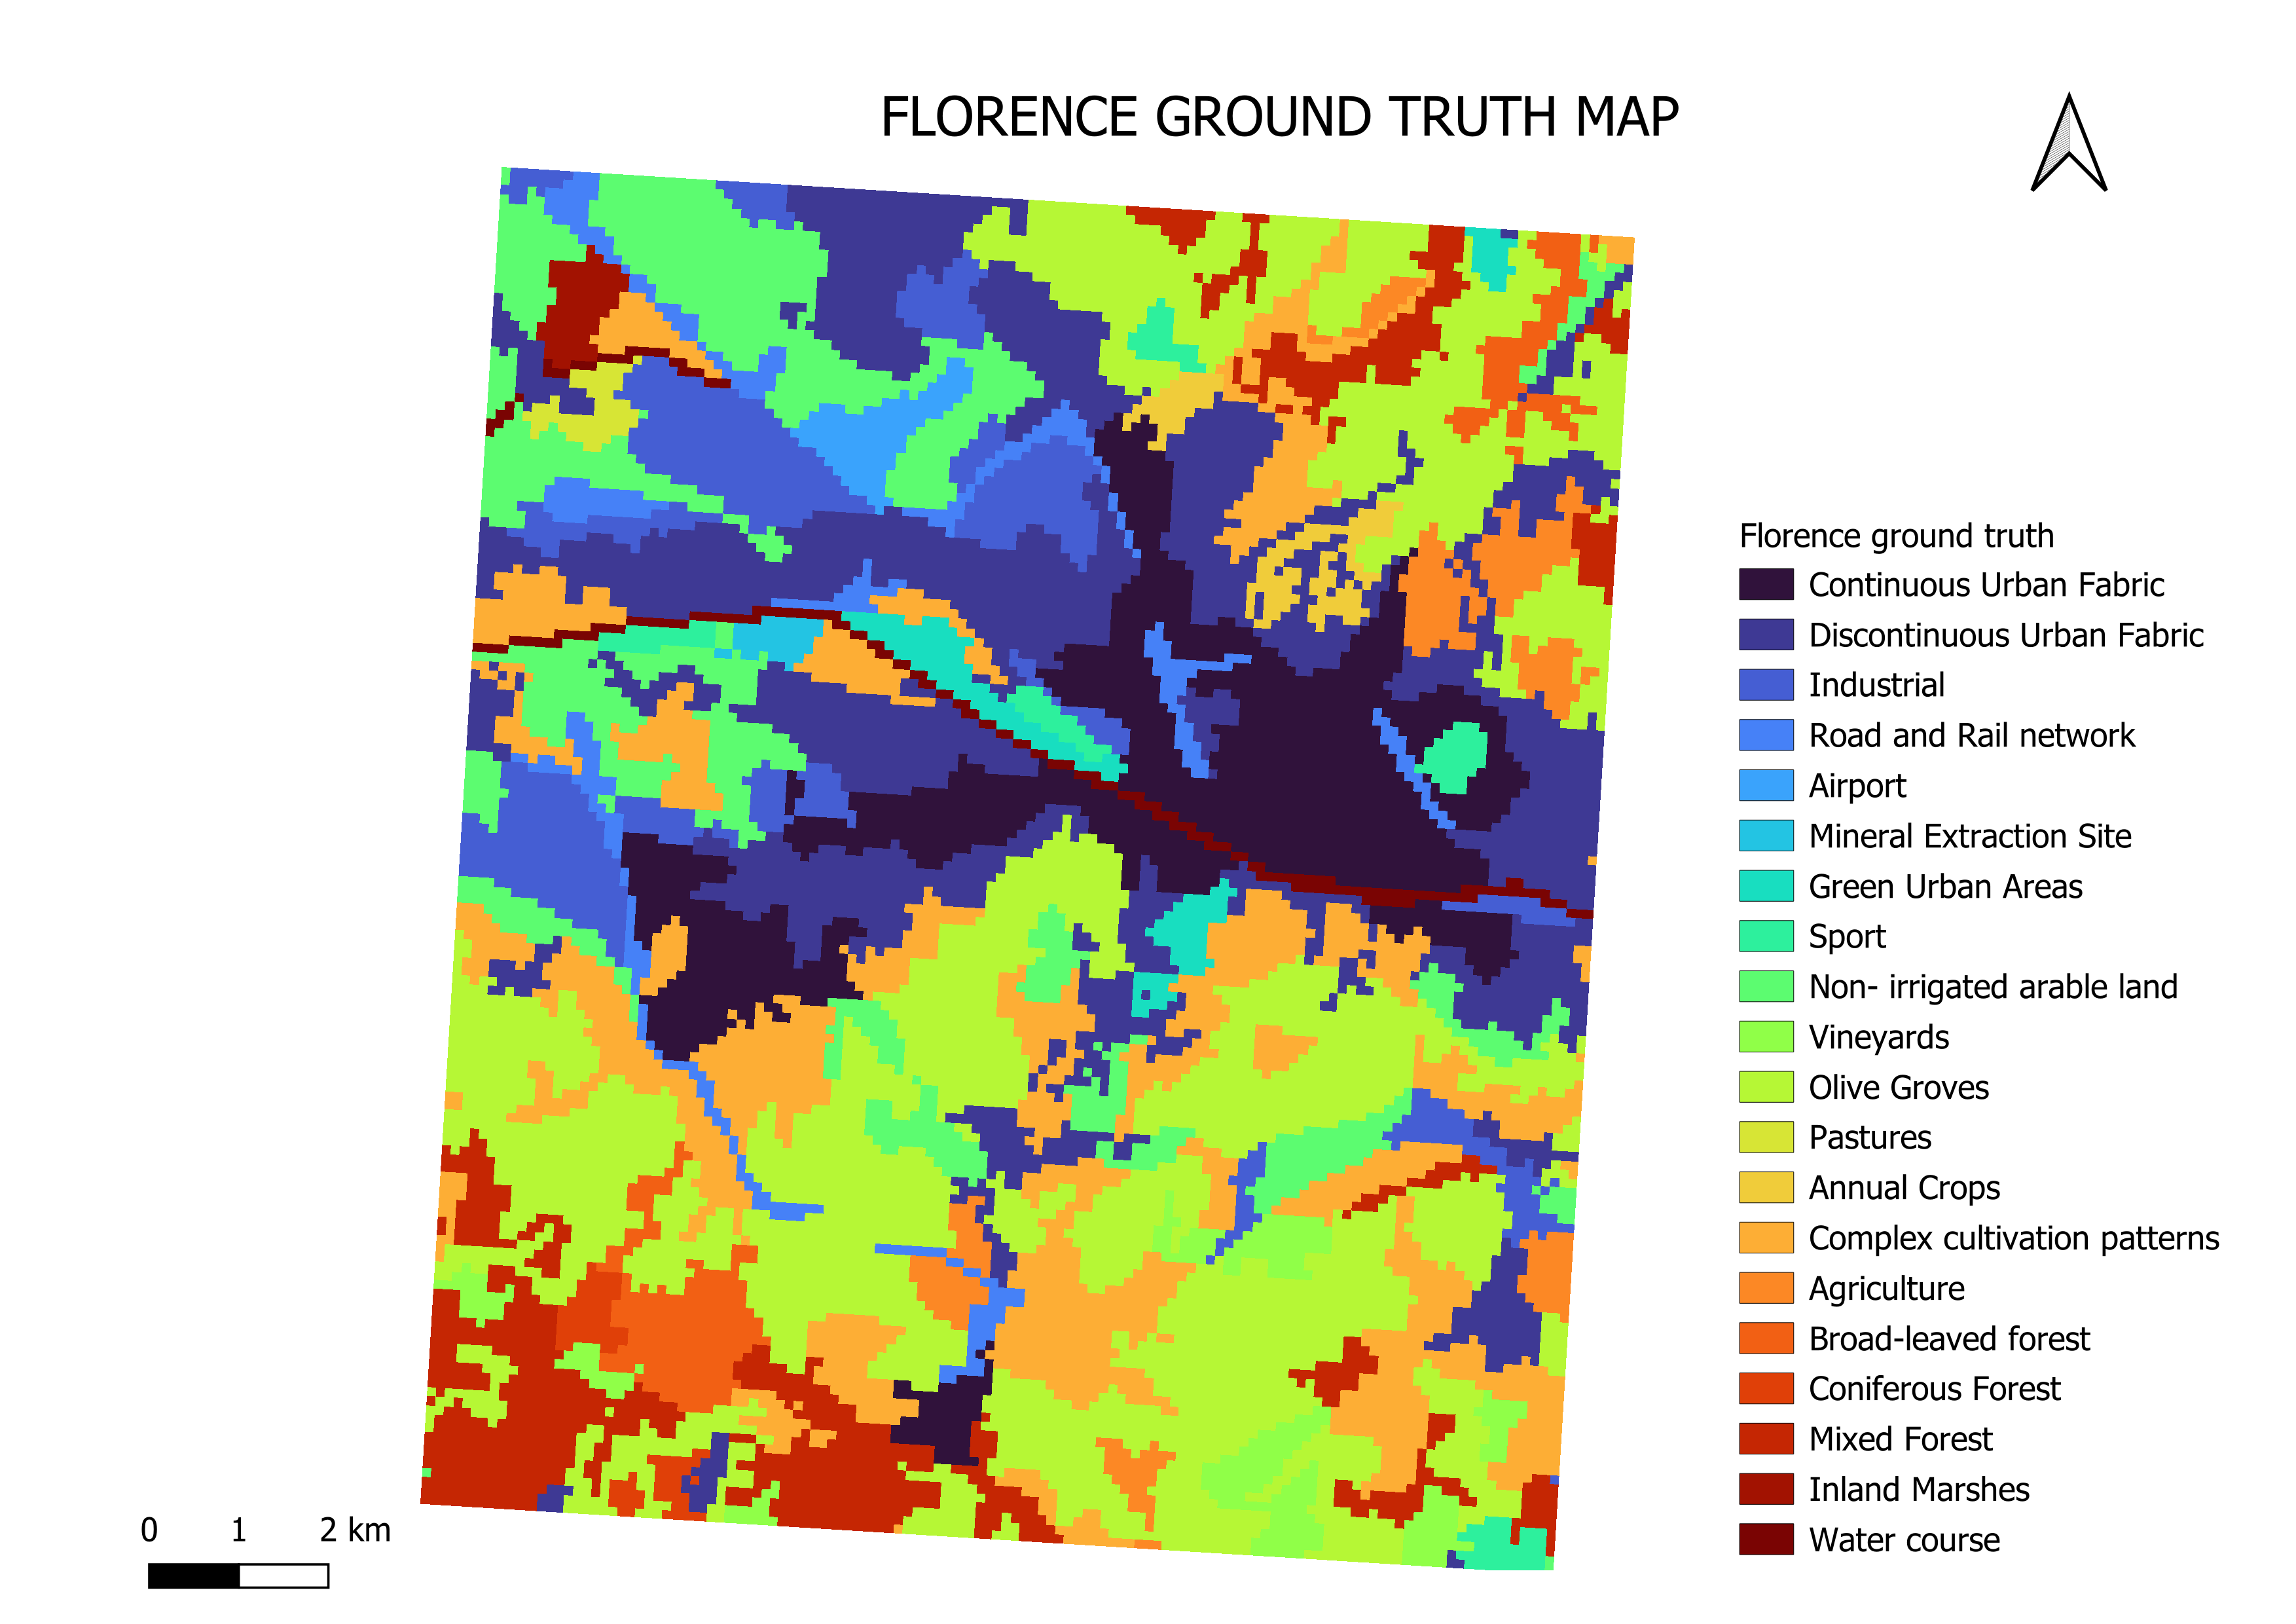 FLORENCE GROUND TRUTH MAP
Florence ground truth
Continuous Urban Fabric
Discontinuous Urban Fabric
Industrial
Road and Rail network
Airport
Mineral Extraction Site
Green Urban Areas
Sport
Non- irrigated arable land
Vineyards
Olive Groves
Pastures
Annual Crops
Complex cultivation patterns
Agriculture
Broad-leaved forest
Coniferous Forest
Mixed Forest
Inland Marshes
Water course
0 1 2 km